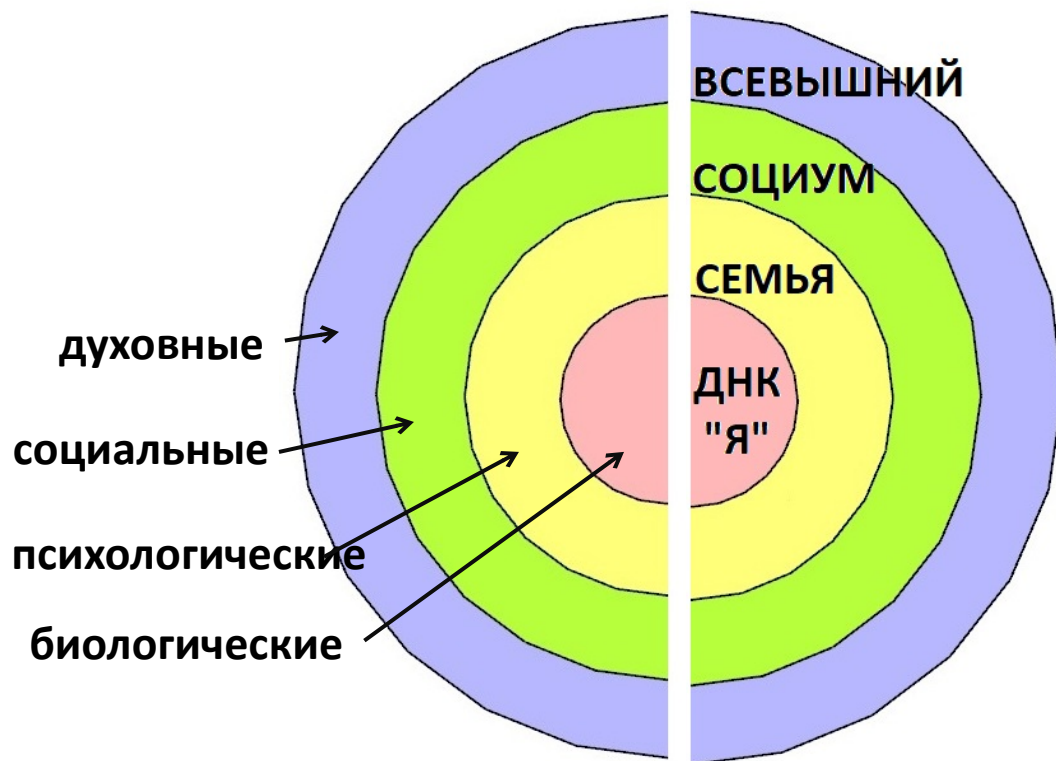 ВСЕВЫШНИЙ
СОЦИУМ
СЕМЬЯ
ДНК
"Я"
духовные
социальные
психологические
биологические